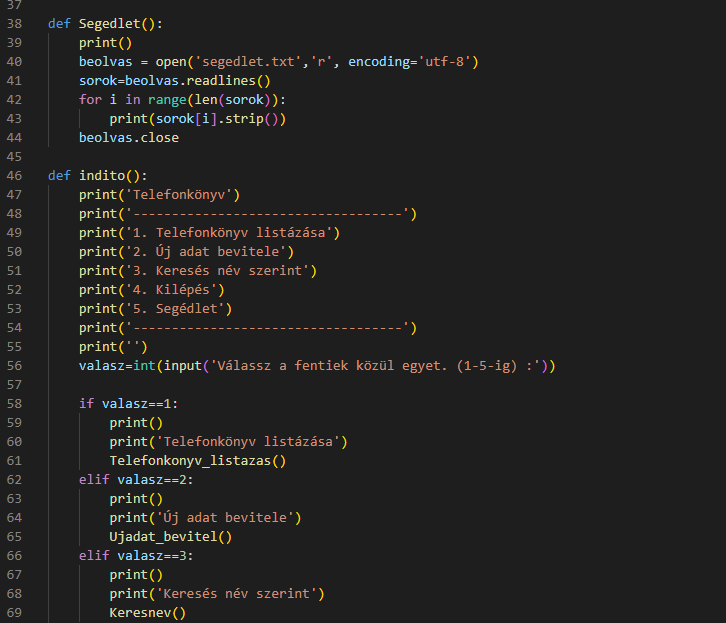 37
38 def Segedlet():
39 print()
40 beolvas = open('segedlet.txt','r', encoding='utf-8')
41 sorok=beolvas.readlines()
42 for i in range(len(sorok)):
43 print(sorok[i].strip())
44 beolvas.close
45
46 def indito():
47 print('Telefonkönyv')
48 print('-----------------------------------')
49 print('1. Telefonkönyv listázása')
50 print('2. Új adat bevitele')
51 print('3. Keresés név szerint')
52 print('4. Kilépés')
53 print('5. Segédlet')
54 print('-----------------------------------')
55 print('')
56 valasz=int(input('Válassz a fentiek közül egyet. (1-5-ig) :'))
57
58 if valasz==1:
59 print()
60 print('Telefonkönyv listázása')
61 Telefonkonyv_listazas()
62 elif valasz==2:
63 print()
64 print('Új adat bevitele')
65 Ujadat_bevitel()
66 elif valasz==3:
67 print()
68 print('Keresés név szerint')
69 Keresnev()